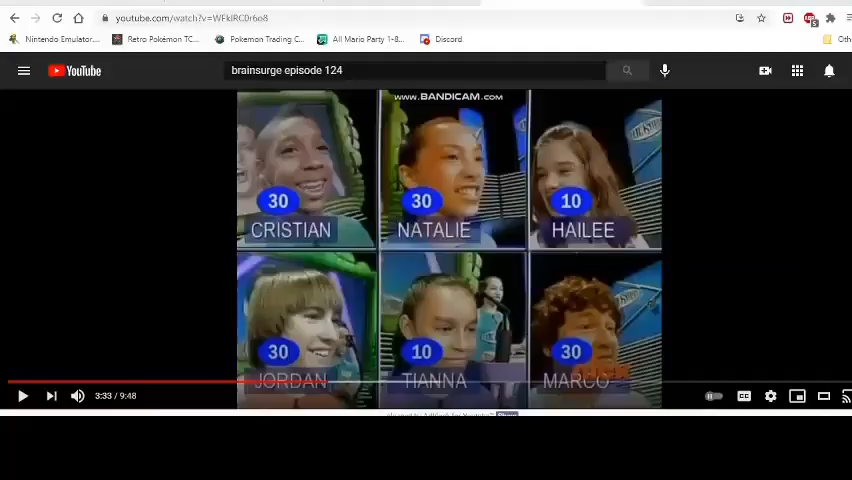 youtube.com/watch?v=WFkIRC0r6o8
Nintendo Emulator....
Retro Pokémon TC...
Pokemon Trading C...
All Mario Party 1-8...
Discord
Oth
YouTube
brainsurge episode 124
WWW.BANDICAM.COM
30
30
10
CRISTIAN
NATALIE
HAILEE
30
10
30
JORDAN
TIANNA
MARCO
3:33 / 9:48